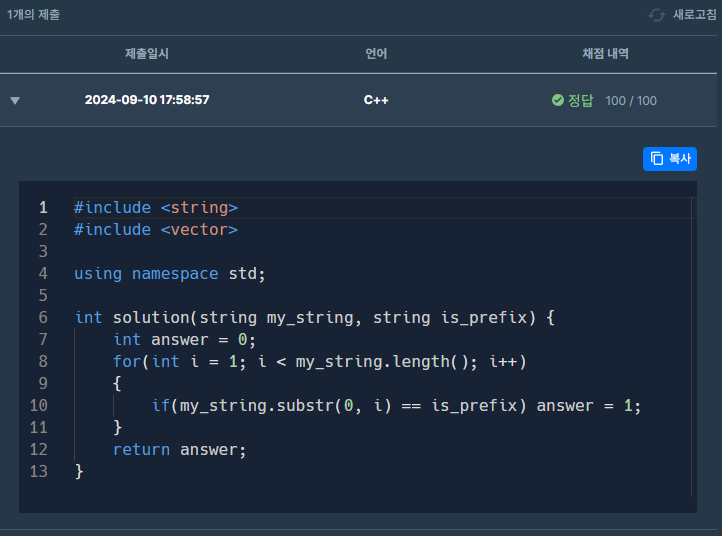 1개의 제출 새로고침
제출일시 언어 채점 내역
2024-09-10 17:58:57 C++ 정답 100 / 100
복사
1 #include <string>
2 #include <vector>
3
4 using namespace std;
5
6 int solution(string my_string, string is_prefix) {
7     int answer = 0;
8     for(int i = 1; i < my_string.length(); i++)
9     {
10         if(my_string.substr(0, i) == is_prefix) answer = 1;
11     }
12     return answer;
13 }